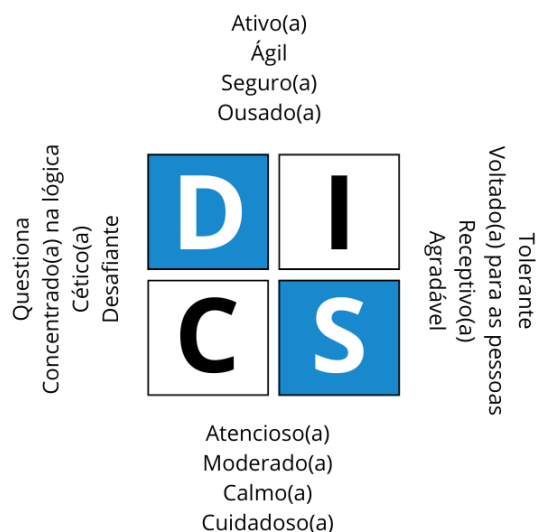 Ativo(a)
Ágil
Seguro(a)
Ousado(a)
Questiona
Concentrado(a) na lógica
Cético(a)
Desafiante
D I
C S
Tolerante
Voltado(a) para as pessoas
Receptivo(a)
Agradável
Atencioso(a)
Moderado(a)
Calmo(a)
Cuidadoso(a)